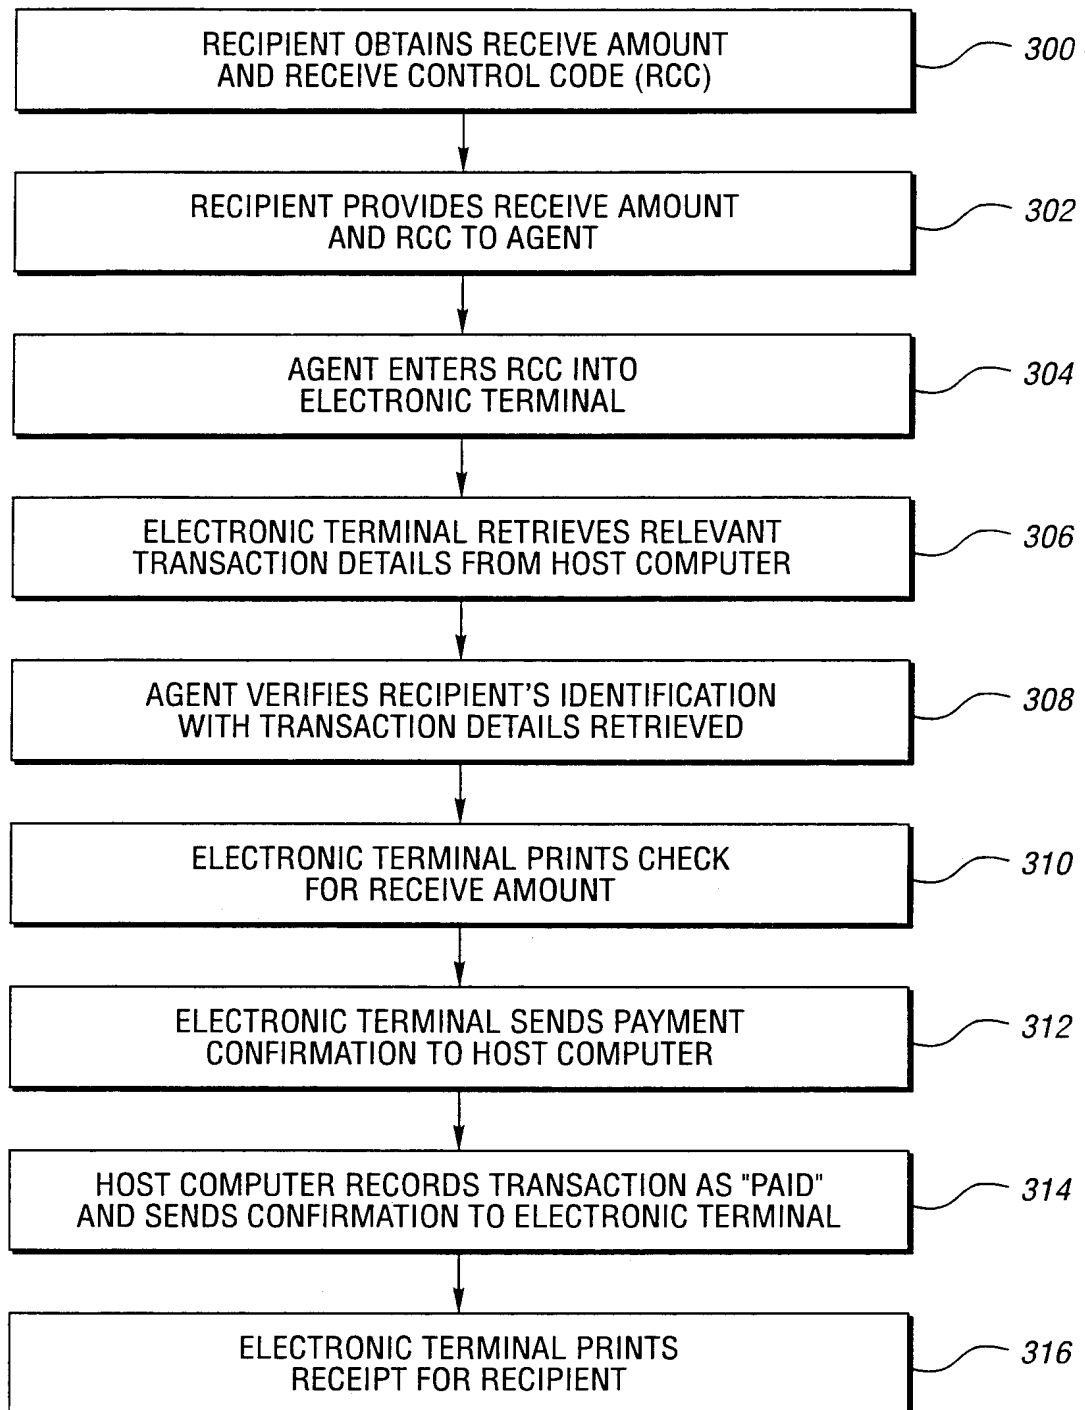 RECIPIENT OBTAINS RECEIVE AMOUNT
AND RECEIVE CONTROL CODE (RCC)
300
RECIPIENT PROVIDES RECEIVE AMOUNT
AND RCC TO AGENT
302
AGENT ENTERS RCC INTO
ELECTRONIC TERMINAL
304
ELECTRONIC TERMINAL RETRIEVES RELEVANT
TRANSACTION DETAILS FROM HOST COMPUTER
306
AGENT VERIFIES RECIPIENT'S IDENTIFICATION
WITH TRANSACTION DETAILS RETRIEVED
308
ELECTRONIC TERMINAL PRINTS CHECK
FOR RECEIVE AMOUNT
310
ELECTRONIC TERMINAL SENDS PAYMENT
CONFIRMATION TO HOST COMPUTER
312
HOST COMPUTER RECORDS TRANSACTION AS "PAID"
AND SENDS CONFIRMATION TO ELECTRONIC TERMINAL
314
ELECTRONIC TERMINAL PRINTS
RECEIPT FOR RECIPIENT
316